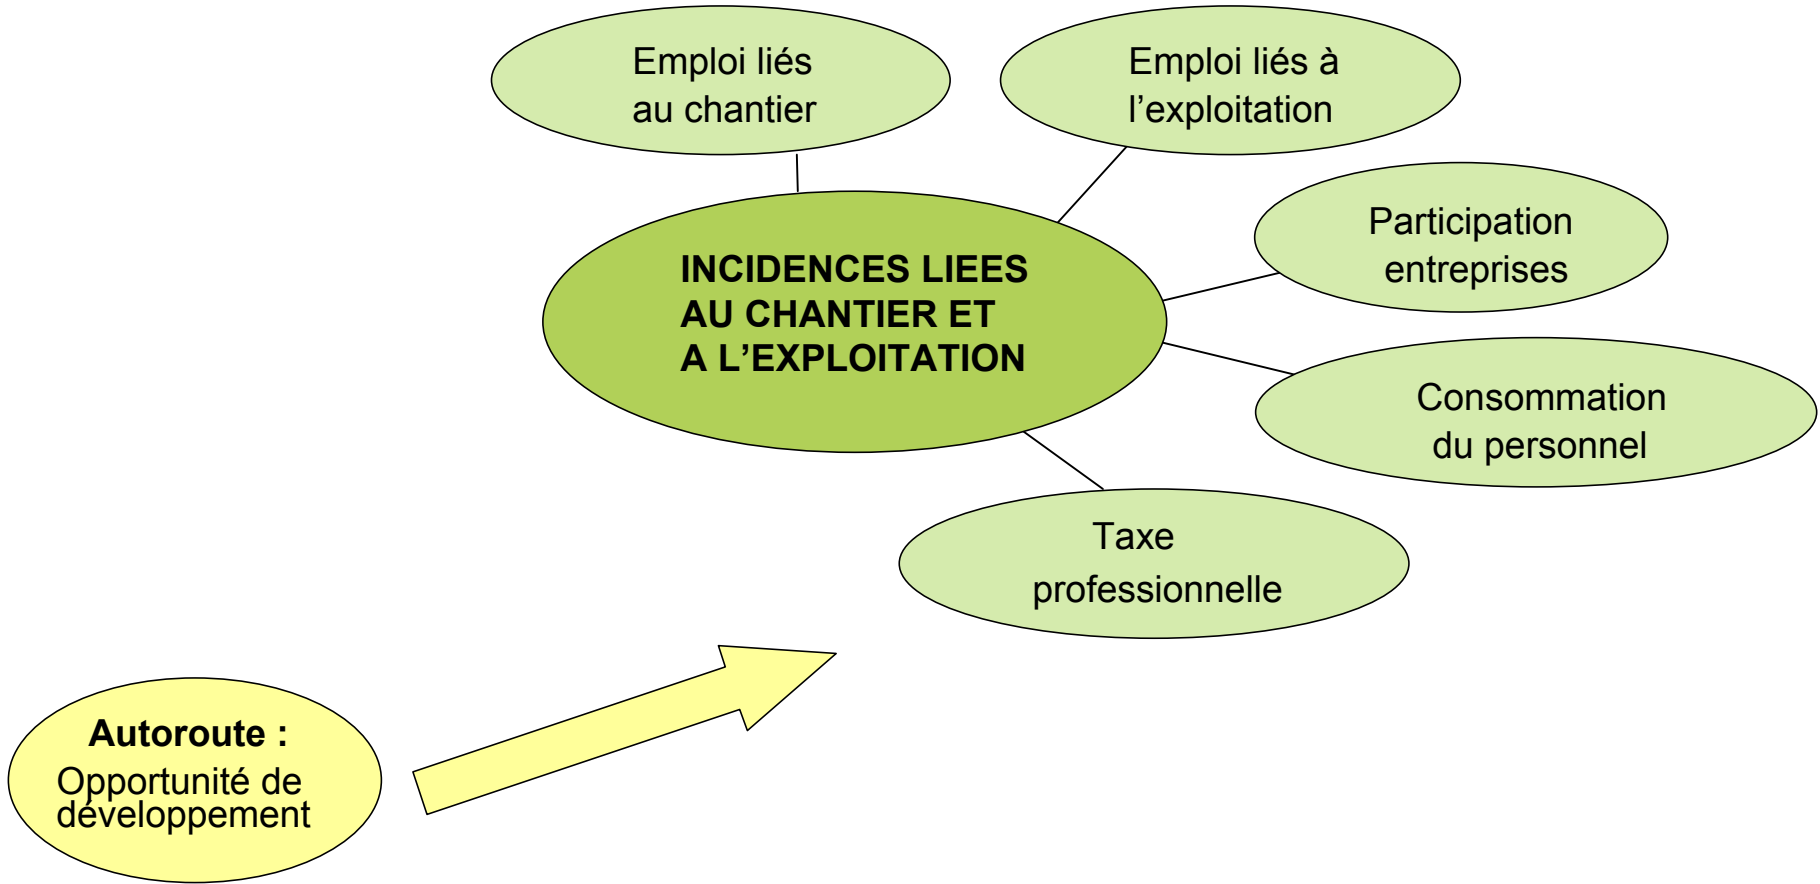 Emploi liés
au chantier
Emploi liés à
l’exploitation
Participation
entreprises
INCIDENCES LIEES
AU CHANTIER ET
A L’EXPLOITATION
Consommation
du personnel
Taxe
professionnelle
Autoroute :
Opportunité de
développement